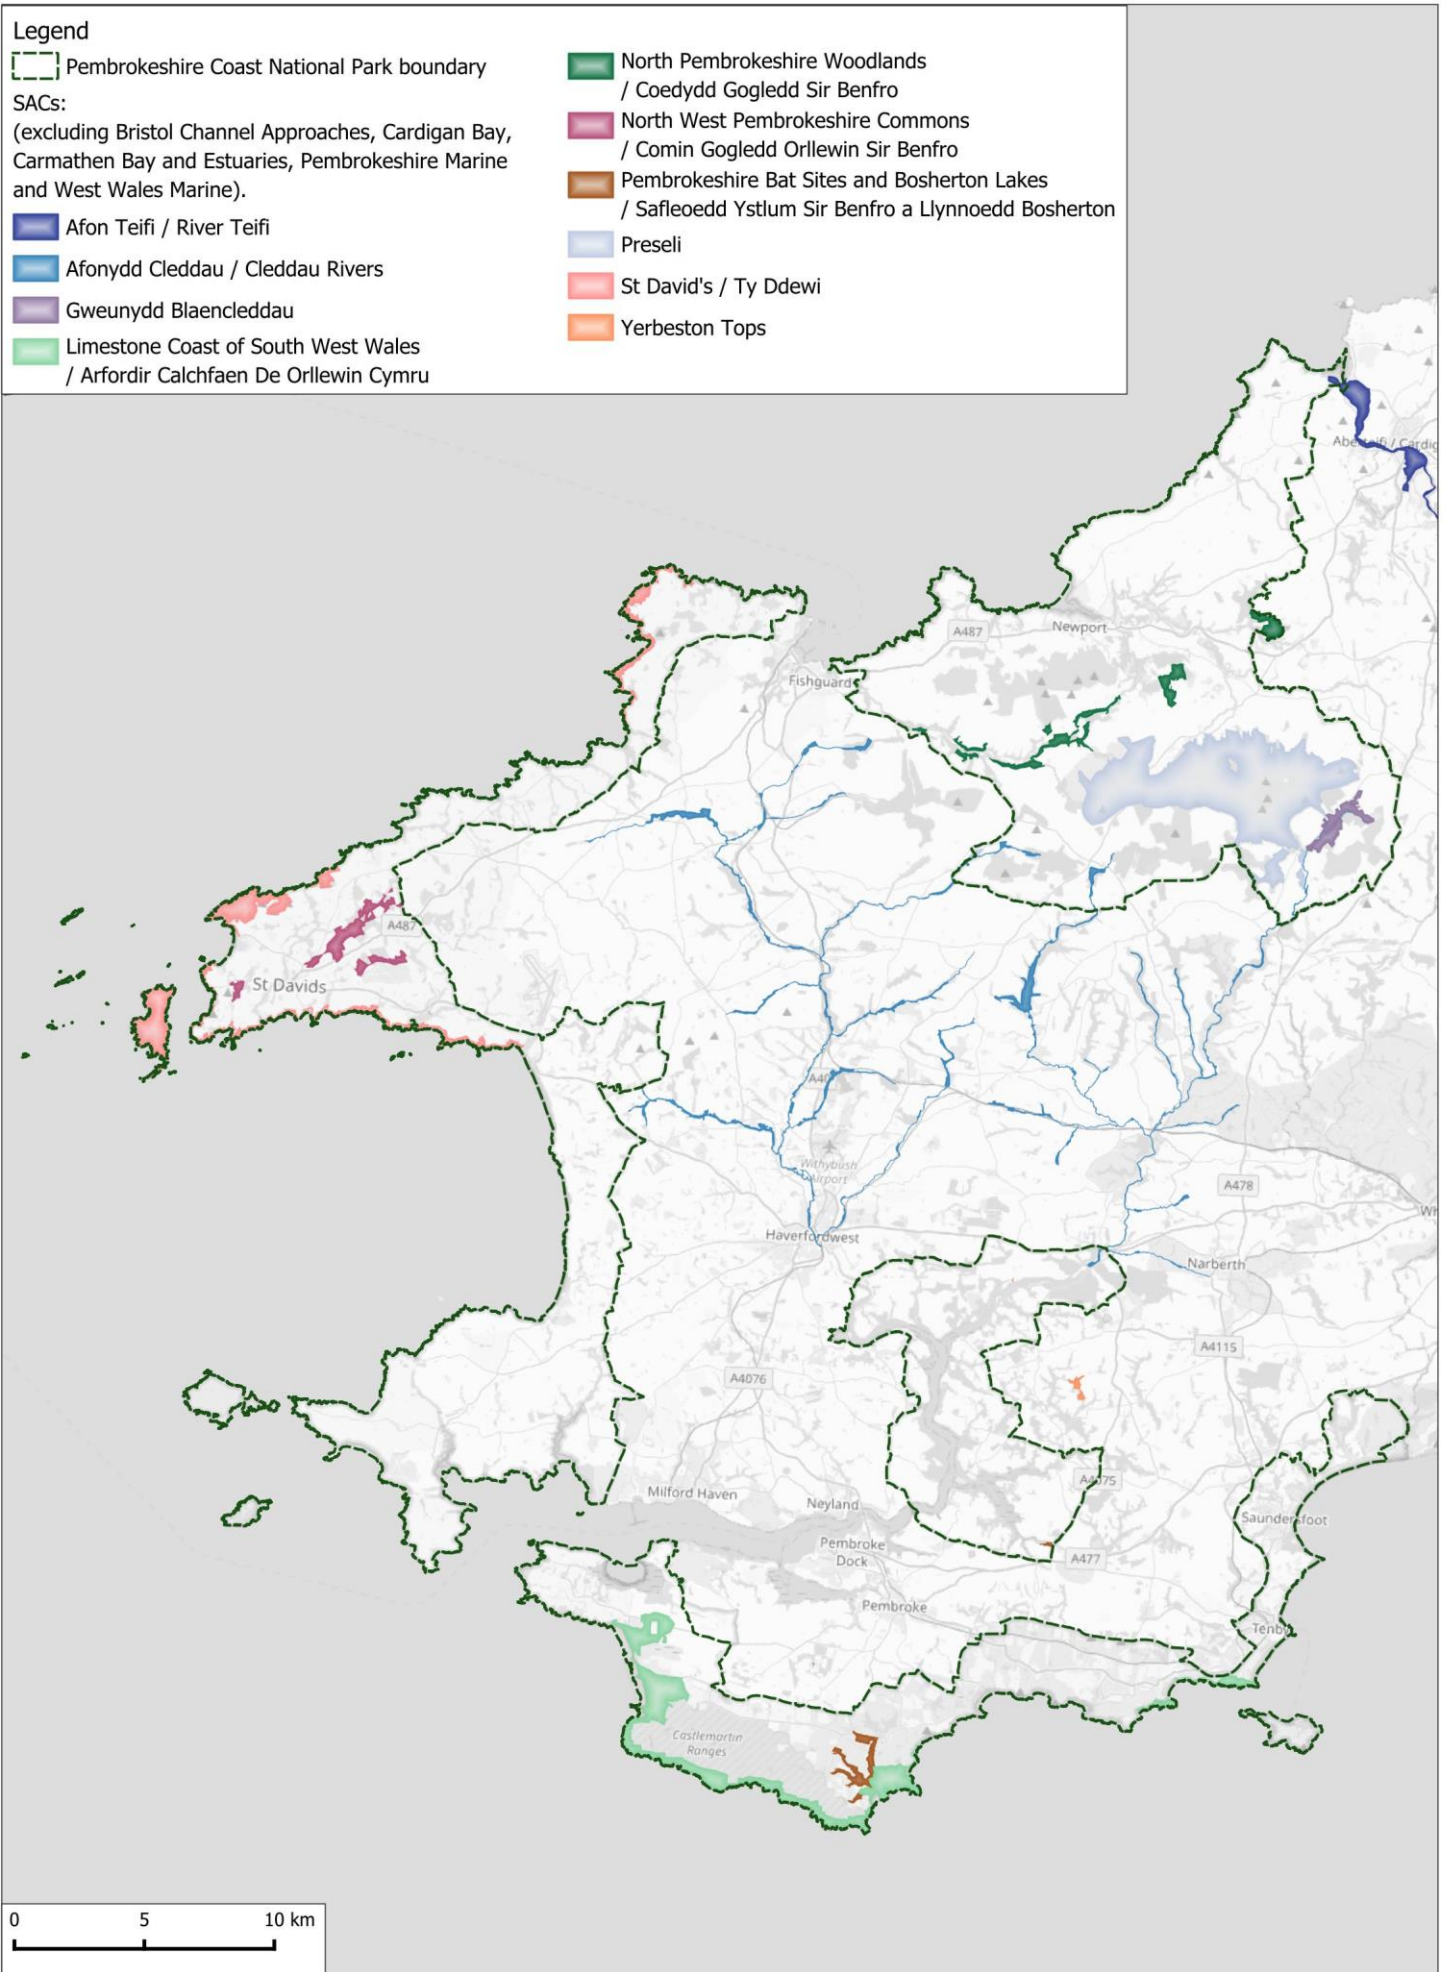 Legend
Pembrokeshire Coast National Park boundary
SACs:
(excluding Bristol Channel Approaches, Cardigan Bay,
Carmathen Bay and Estuaries, Pembrokeshire Marine
and West Wales Marine).
Afon Teifi / River Teifi
Afonydd Cleddau / Cleddau Rivers
Gweunydd Blaencleddau
Limestone Coast of South West Wales
/ Arfordir Calchfaen De Orllewin Cymru
North Pembrokeshire Woodlands
/ Coedydd Gogledd Sir Benfro
North West Pembrokeshire Commons
/ Comin Gogledd Orllewin Sir Benfro
Pembrokeshire Bat Sites and Bosherton Lakes
/ Safleoedd Ystlum Sir Benfro a Llynnoedd Bosherton
Preseli
St David's / Ty Ddewi
Yerbeston Tops
A487
Newport
Fishguard
A487
St Davids
Withybush
Airport
A478
Haverfordwest
Narberth
A4115
A4076
Milford Haven
Neyland
A4075
Saundersfoot
Pembroke
Dock
A477
Pembroke
Tenby
Castlemartin
Ranges
0 5 10 km